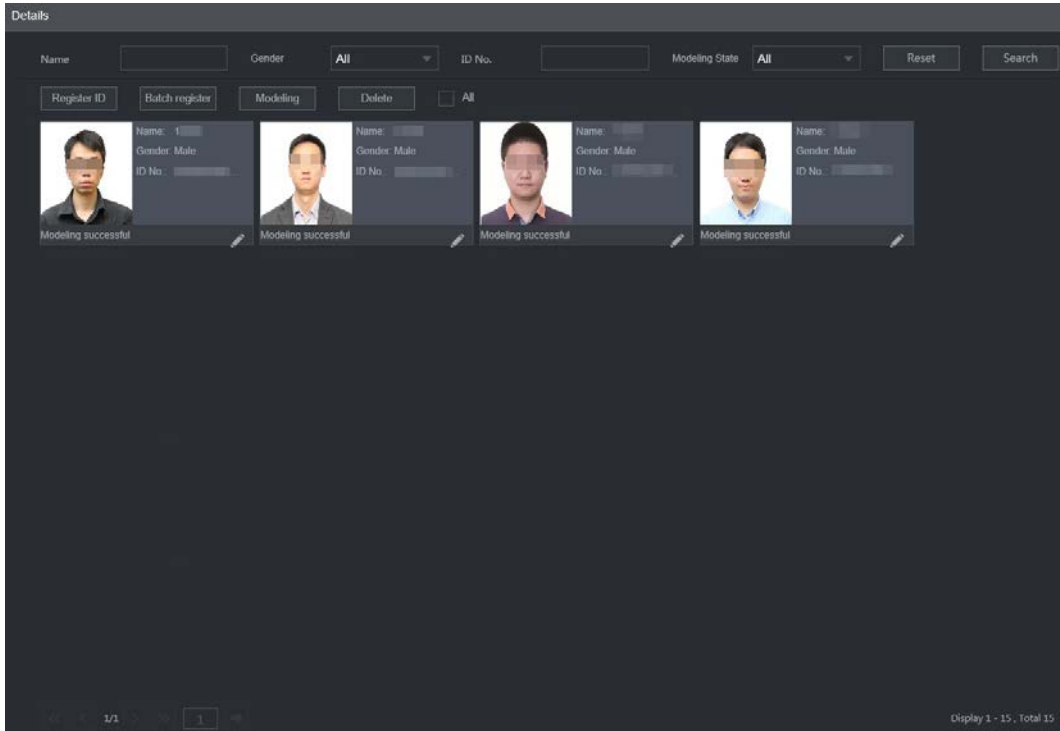 Details
Name Gender All ID No. Modeling State All Reset Search
Register ID Batch register Modeling Delete All
Name: 1
Gender: Male
ID No.:
Modeling successful
Name:
Gender: Male
ID No.:
Modeling successful
Name:
Gender: Male
ID No.:
Modeling successful
Name:
Gender: Male
ID No.:
Modeling successful
1/1 1
Display 1 - 15 , Total 15